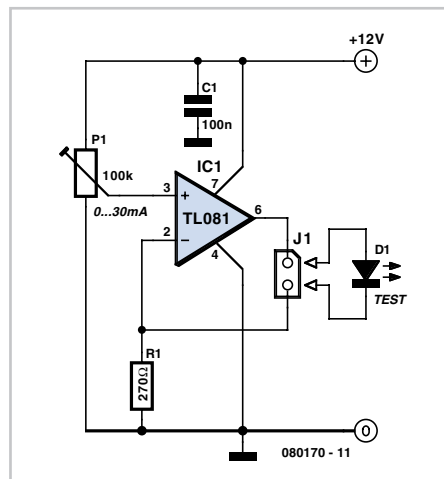 +12V
C1
100n
P1
100k
0...30mA
IC1
7
3
+
TL081
6
2
–
4
J1
D1
TEST
R1
270Ω
0
080170 - 11